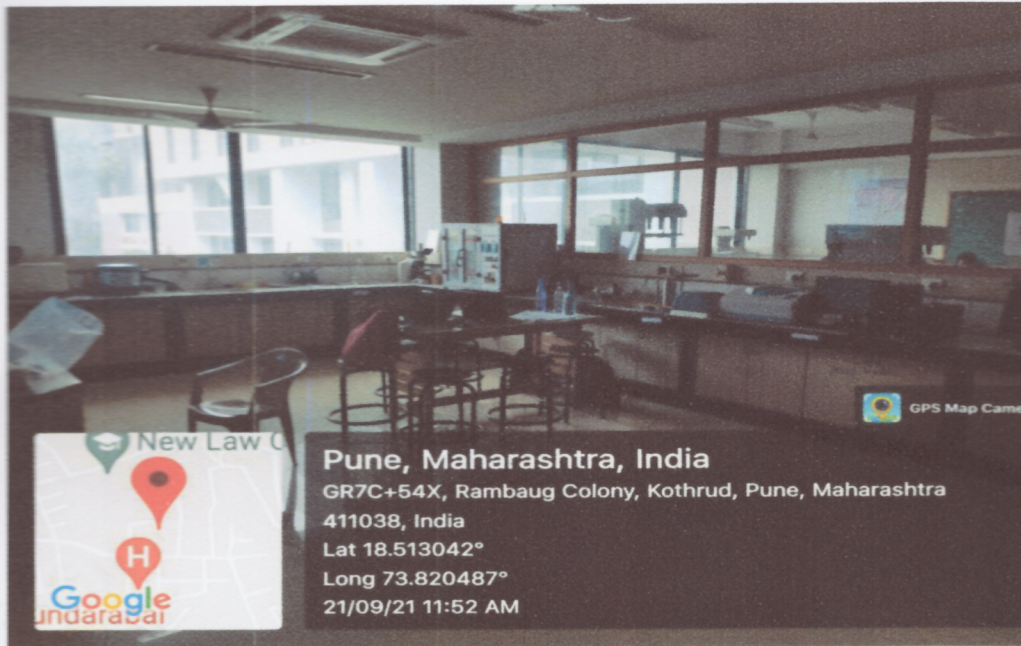 GPS Map Came
New Law C
Pune, Maharashtra, India
GR7C+54X, Rambaug Colony, Kothrud, Pune, Maharashtra
411038, India
Lat 18.513042°
Long 73.820487°
21/09/21 11:52 AM
H
Google
undarabai